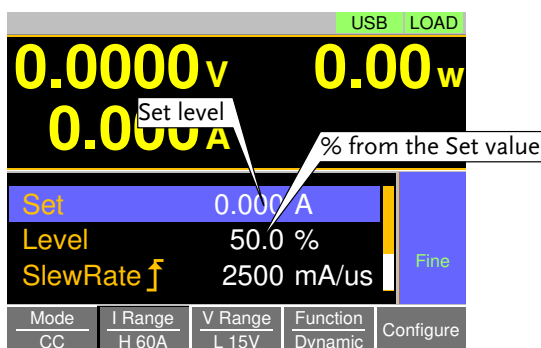 USB LOAD
0.0000 V 0.00 W
0.000 A
Set level
% from the Set value
Set 0.000 A
Level 50.0 %
SlewRate 2500 mA/us
Fine
Mode I Range V Range Function Configure
CC H 60A L 15V Dynamic